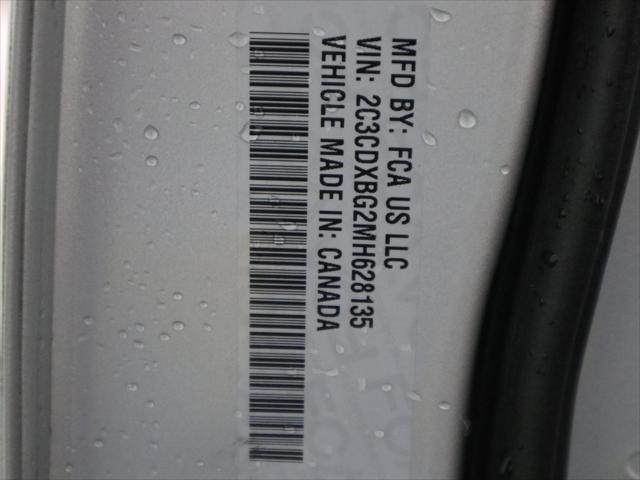 MFD BY: FCA US LLC
VIN: 2C3CDXBG2MH628135
VEHICLE MADE IN: CANADA